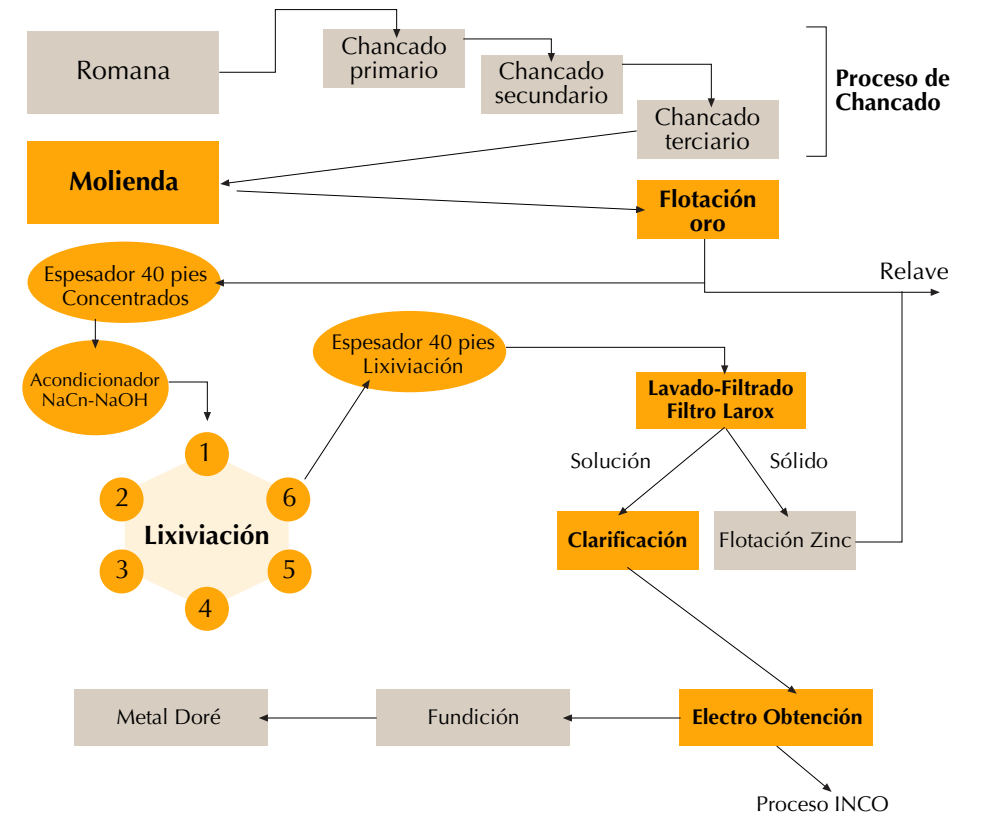 Romana
Chancado
primario
Chancado
secundario
Chancado
terciario
Proceso de
Chancado
Molienda
Flotación
oro
Relave
Espesador 40 pies
Concentrados
Acondicionador
NaCn-NaOH
Espesador 40 pies
Lixiviación
Lavado-Filtrado
Filtro Larox
Solución
Sólido
1
2
3
4
5
6
Lixiviación
Clarificación
Flotación Zinc
Metal Doré
Fundición
Electro Obtención
Proceso INCO